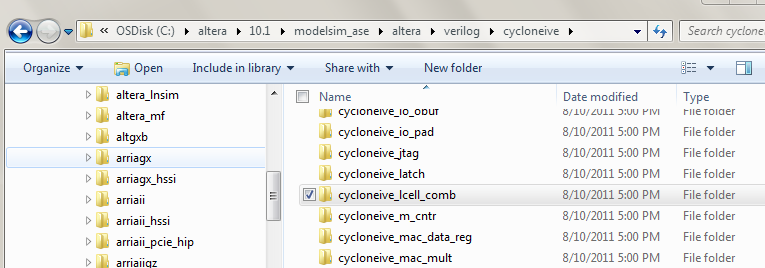 « OSDisk (C:) ▸ altera ▸ 10.1 ▸ modelsim_ase ▸ altera ▸ verilog ▸ cycloneive ▸
Search cyclone
Organize ▾ Open Include in library ▾ Share with ▾ New folder
altera_lnsim
altera_mf
altgxb
arriagx
arriagx_hssi
arriaii
arriaii_hssi
arriaii_pcie_hip
arriaiigz
Name Date modified Type
cycloneive_io_obuf 8/10/2011 5:00 PM File folder
cycloneive_io_pad 8/10/2011 5:00 PM File folder
cycloneive_jtag 8/10/2011 5:00 PM File folder
cycloneive_latch 8/10/2011 5:00 PM File folder
cycloneive_lcell_comb 8/10/2011 5:00 PM File folder
cycloneive_m_cntr 8/10/2011 5:00 PM File folder
cycloneive_mac_data_reg 8/10/2011 5:00 PM File folder
cycloneive_mac_mult 8/10/2011 5:00 PM File folder